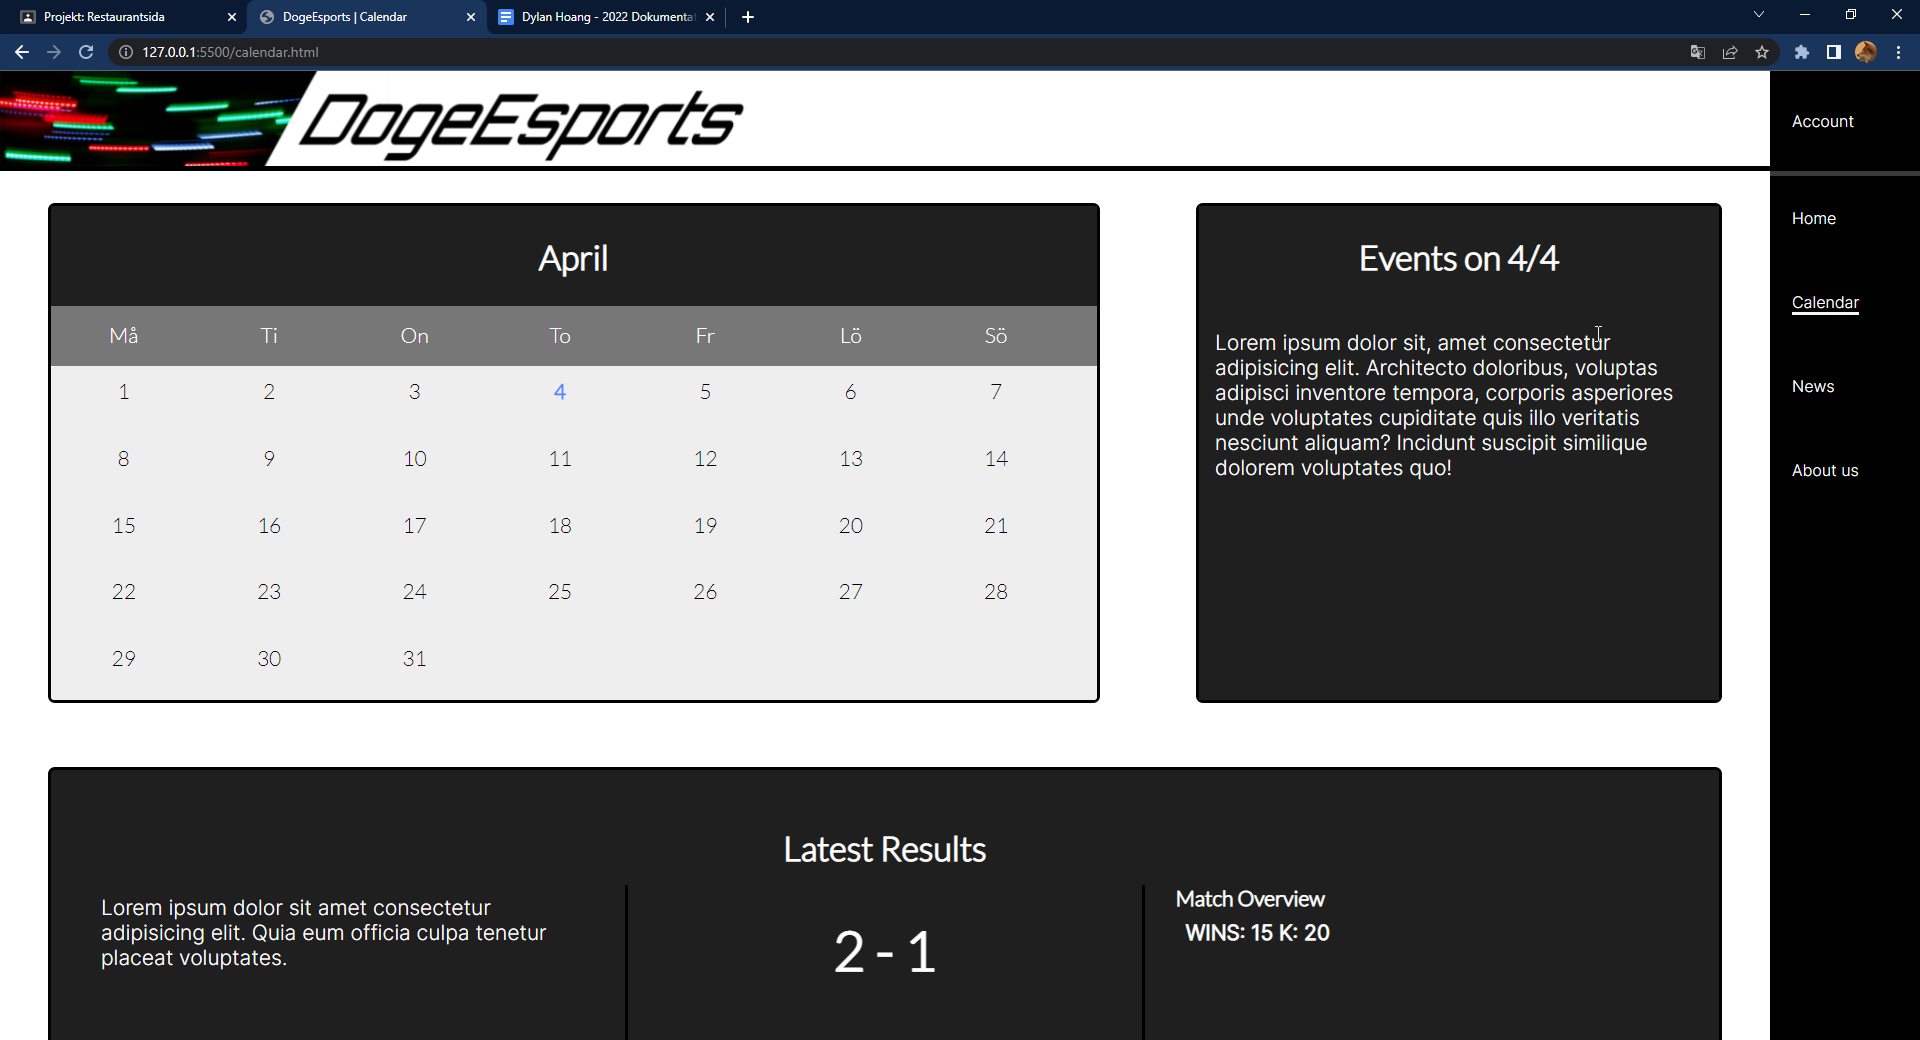 Projekt: Restaurantsida
DogeEsports | Calendar
Dylan Hoang - 2022 Dokumenta
127.0.0.1:5500/calendar.html
DogeEsports
Account
Home
Calendar
News
About us
April
Må Ti On To Fr Lö Sö
1 2 3 4 5 6 7
8 9 10 11 12 13 14
15 16 17 18 19 20 21
22 23 24 25 26 27 28
29 30 31
Events on 4/4
Lorem ipsum dolor sit, amet consectetur
adipisicing elit. Architecto doloribus, voluptas
adipisci inventore tempora, corporis asperiores
unde voluptates cupiditate quis illo veritatis
nesciunt aliquam? Incidunt suscipit similique
dolorem voluptates quo!
Latest Results
Lorem ipsum dolor sit amet consectetur
adipisicing elit. Quia eum officia culpa tenetur
placeat voluptates.
2 - 1
Match Overview
WINS: 15 K: 20